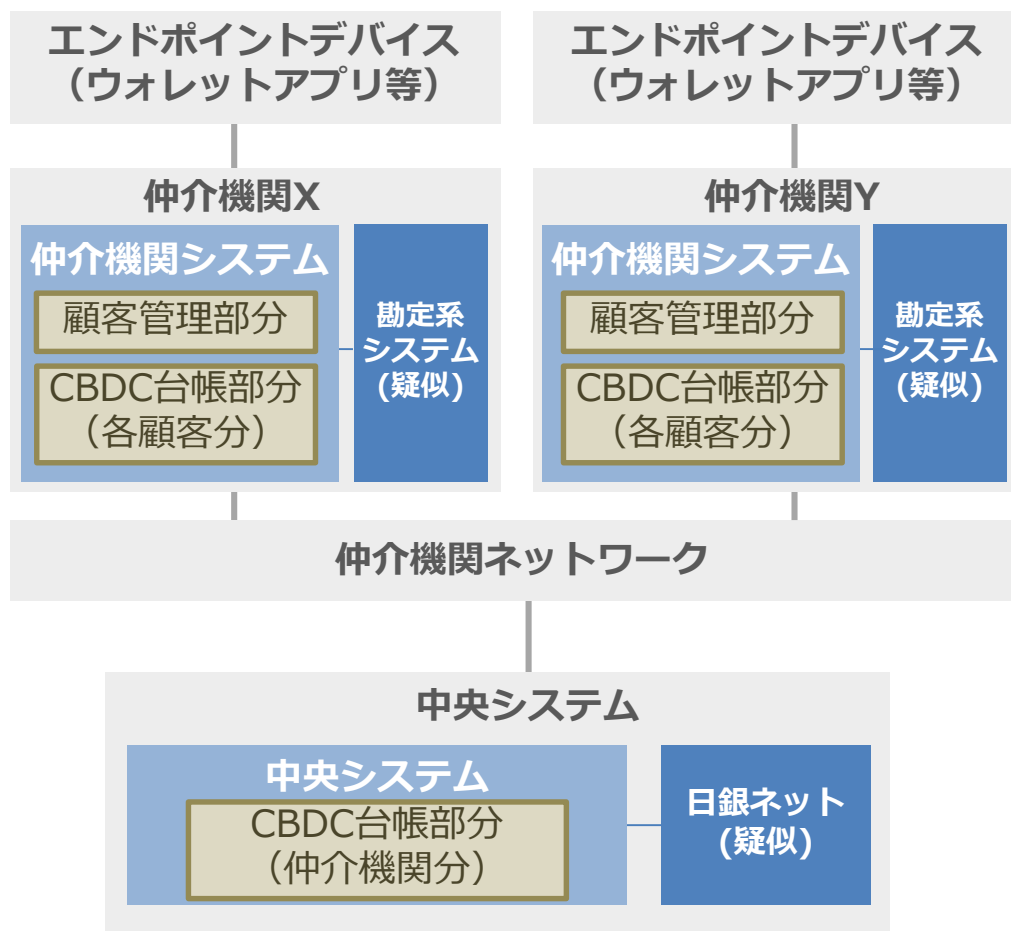 エンドポイントデバイス
（ウォレットアプリ等）
エンドポイントデバイス
（ウォレットアプリ等）
仲介機関X
仲介機関システム
顧客管理部分
CBDC台帳部分
（各顧客分）
勘定系
システム
(疑似)
仲介機関Y
仲介機関システム
顧客管理部分
CBDC台帳部分
（各顧客分）
勘定系
システム
(疑似)
仲介機関ネットワーク
中央システム
中央システム
CBDC台帳部分
（仲介機関分）
日銀ネット
(疑似)